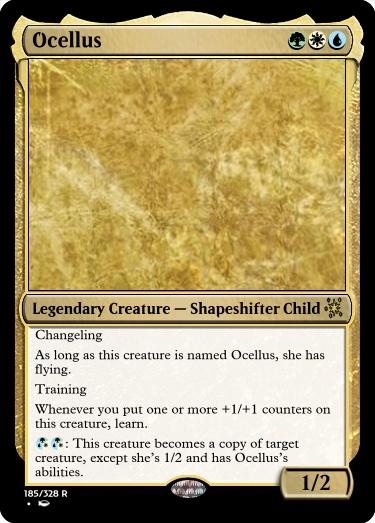 Ocellus
Legendary Creature — Shapeshifter Child
Changeling
As long as this creature is named Ocellus, she has
flying.
Training
Whenever you put one or more +1/+1 counters on
this creature, learn.
: This creature becomes a copy of target
creature, except she's 1/2 and has Ocellus's
abilities.
1/2
185/328 R